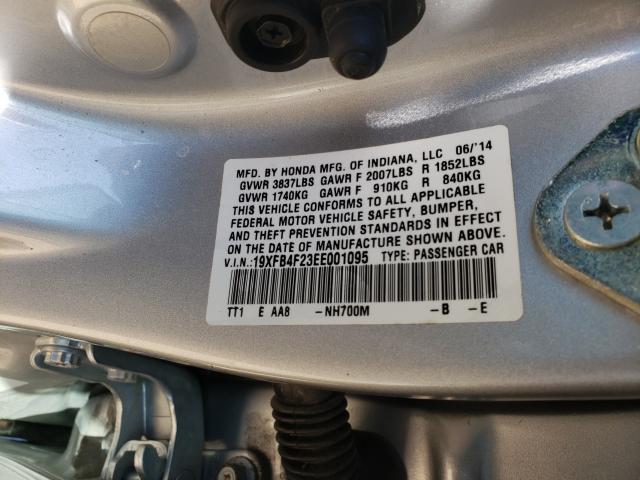 MFD. BY HONDA MFG. OF INDIANA, LLC 06/'14
GVWR 3837LBS GAWR F 2007LBS R 1852LBS
GVWR 1740KG GAWR F 910KG R 840KG
THIS VEHICLE CONFORMS TO ALL APPLICABLE
FEDERAL MOTOR VEHICLE SAFETY, BUMPER,
AND THEFT PREVENTION STANDARDS IN EFFECT
ON THE DATE OF MANUFACTURE SHOWN ABOVE.
V.I.N.:19XFB4F23EE001095 TYPE: PASSENGER CAR
TT1 E AA8 -NH700M -B -E